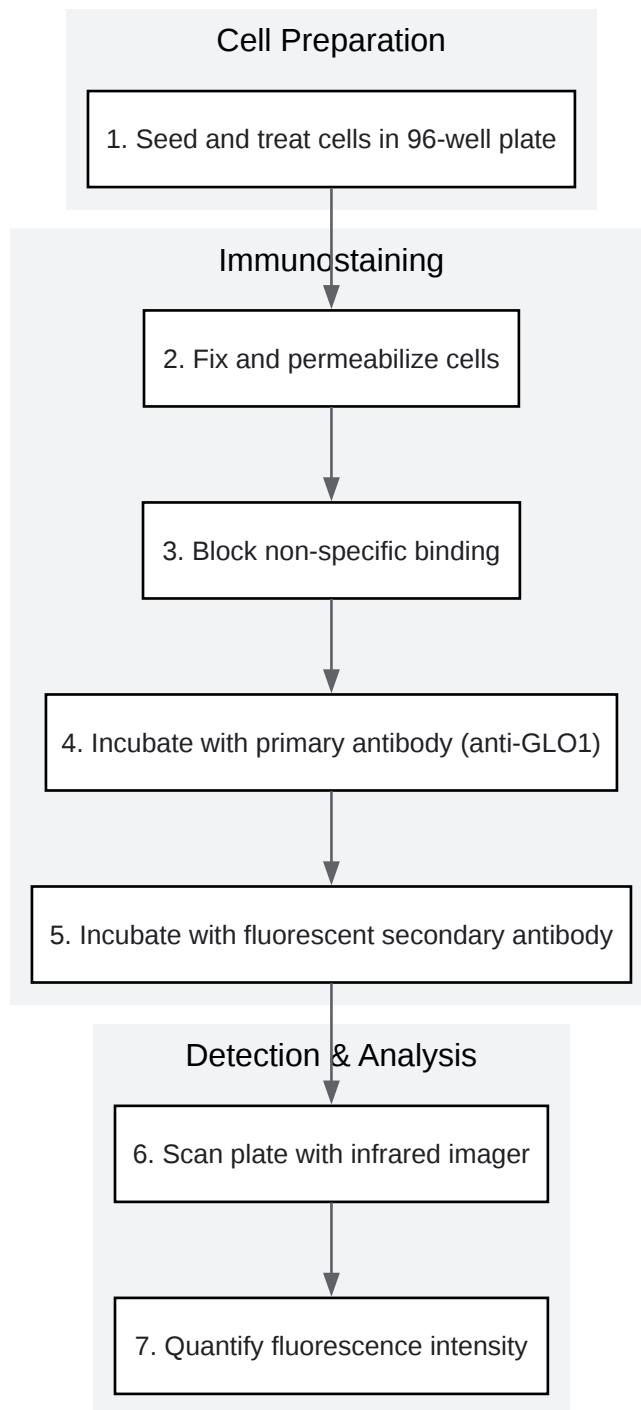 Cell Preparation
1. Seed and treat cells in 96-well plate
Immunostaining
2. Fix and permeabilize cells
3. Block non-specific binding
4. Incubate with primary antibody (anti-GLO1)
5. Incubate with fluorescent secondary antibody
Detection & Analysis
6. Scan plate with infrared imager
7. Quantify fluorescence intensity